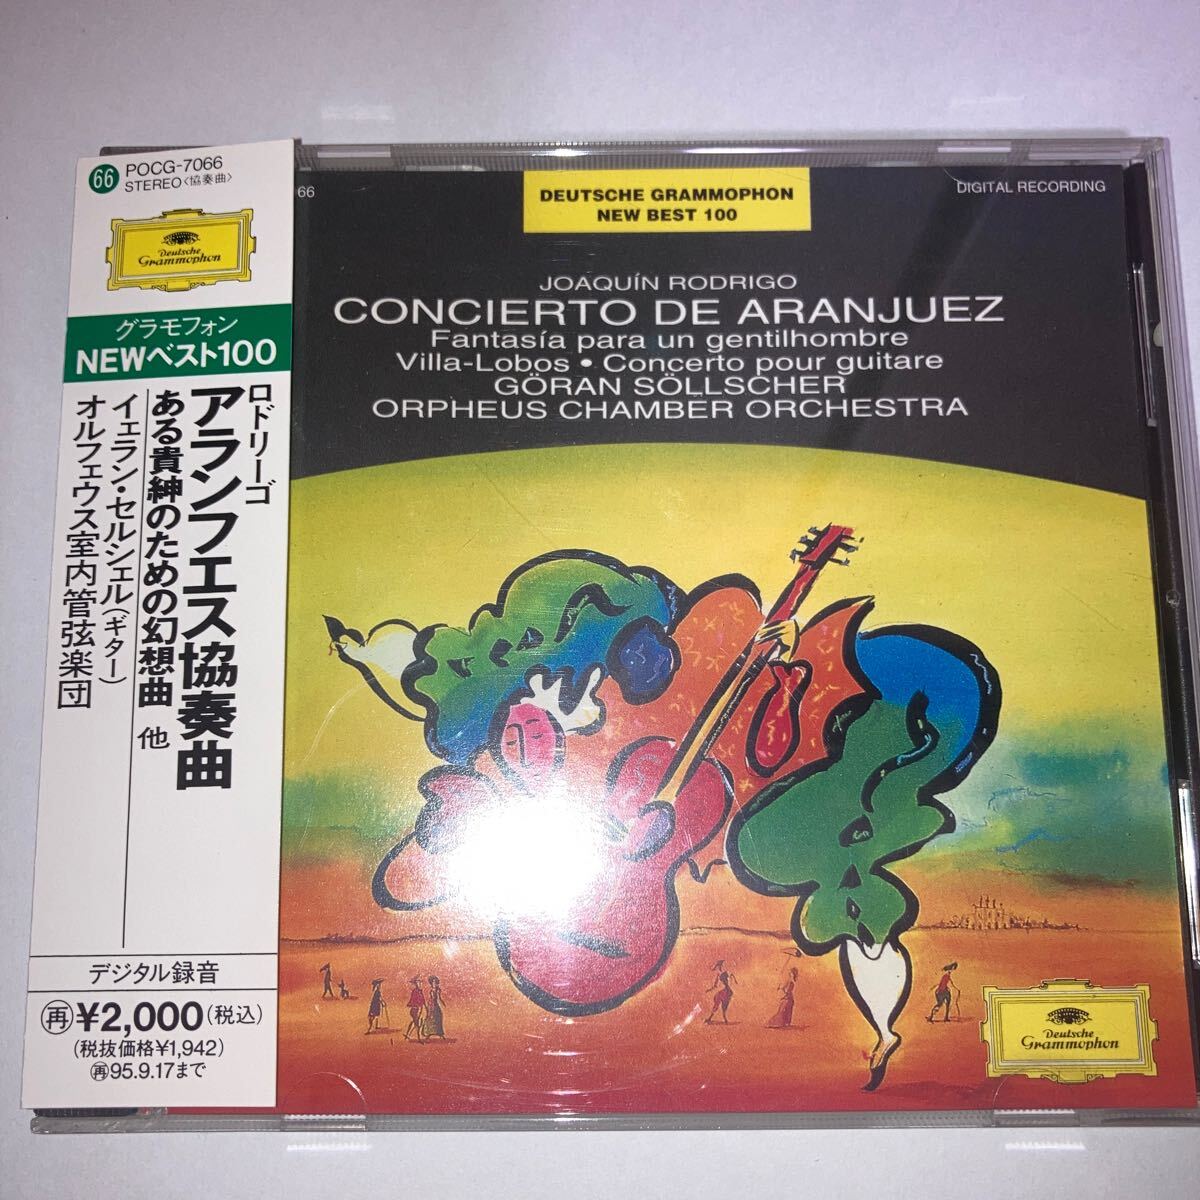 66
POCG-7066
STEREO〈協奏曲〉
Deutsche
Grammophon
グラモフォン
NEWベスト100
ロドリーゴ
アランフエス協奏曲
ある貴紳のための幻想曲 他
イェラン・セルシェル(ギター)
オルフェウス室内管弦楽団
デジタル録音
再 ¥2,000(税込)
(税抜価格¥1,942)
再95.9.17まで
66
DEUTSCHE GRAMMOPHON
NEW BEST 100
DIGITAL RECORDING
JOAQUÍN RODRIGO
CONCIERTO DE ARANJUEZ
Fantasía para un gentilhombre
Villa-Lobos • Concerto pour guitare
GÖRAN SÖLLSCHER
ORPHEUS CHAMBER ORCHESTRA
Deutsche
Grammophon